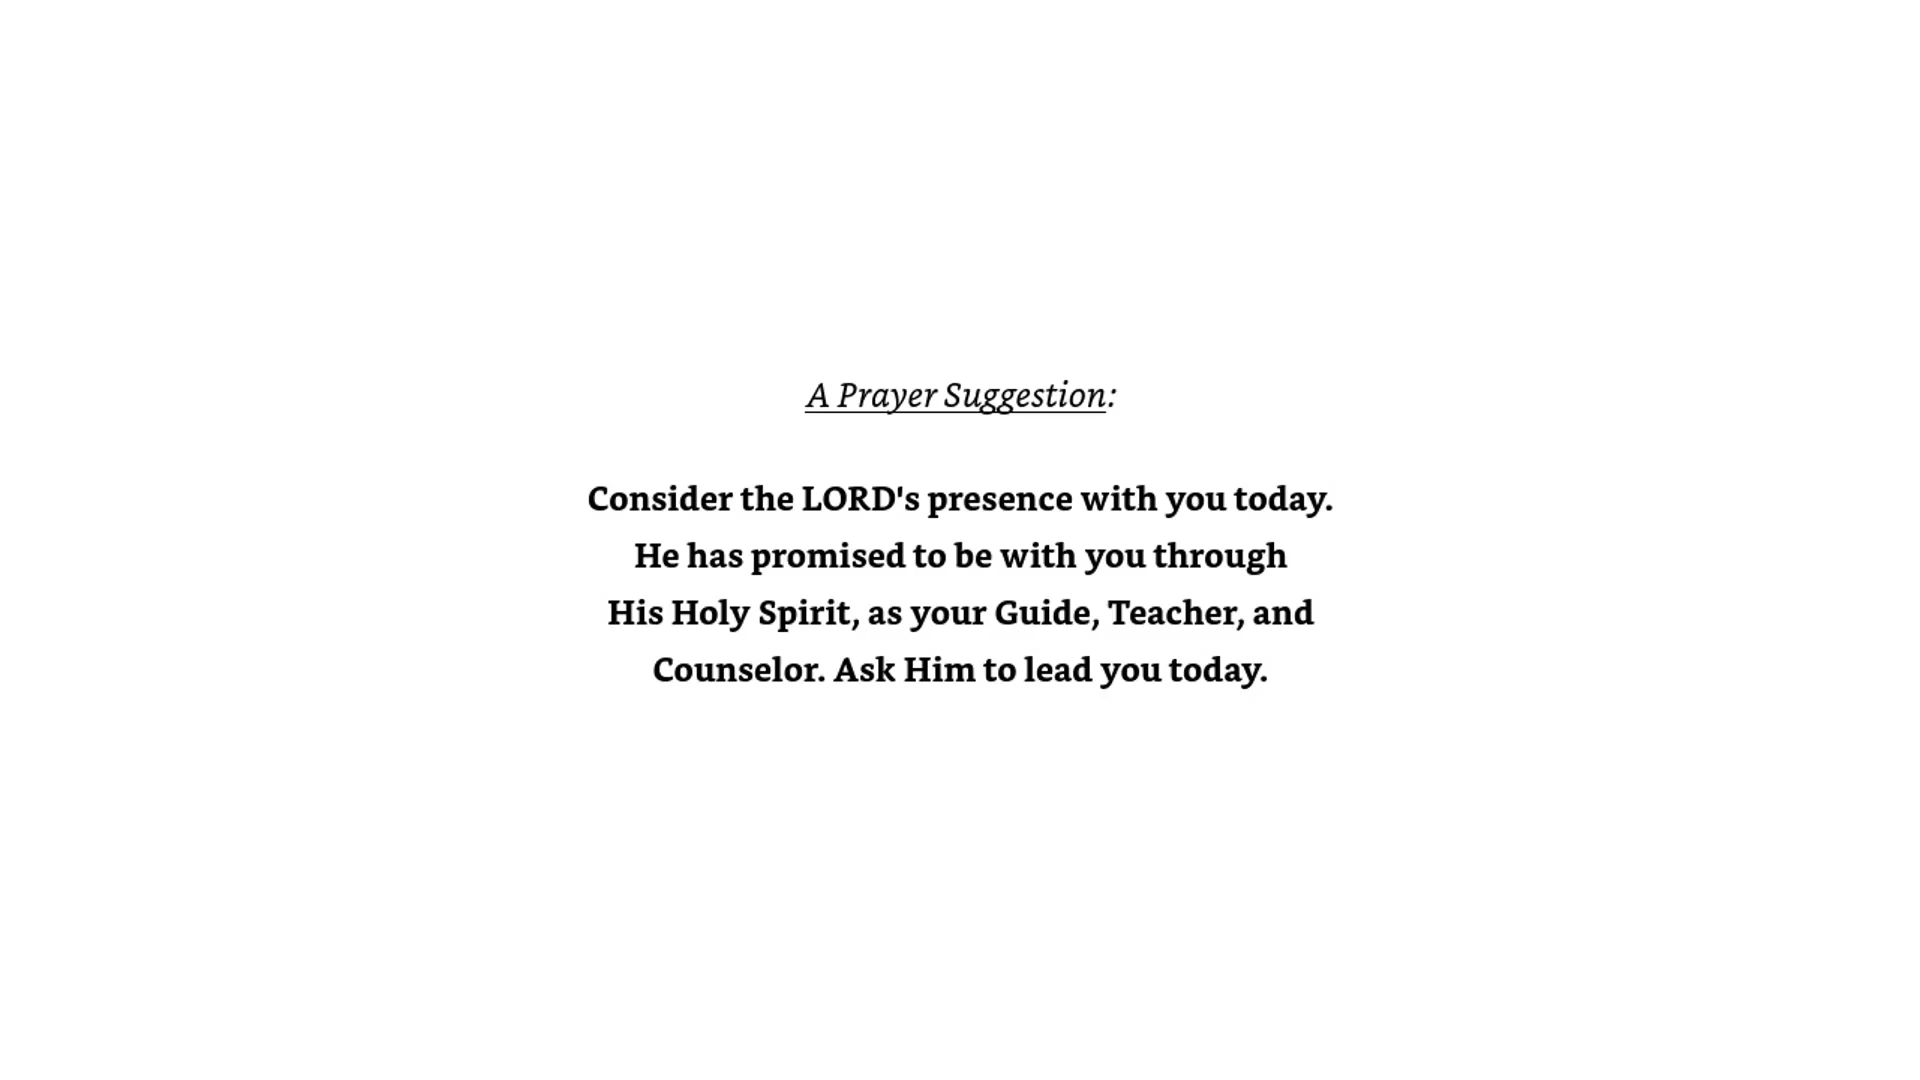 A Prayer Suggestion:
Consider the LORD's presence with you today.
He has promised to be with you through
His Holy Spirit, as your Guide, Teacher, and
Counselor. Ask Him to lead you today.